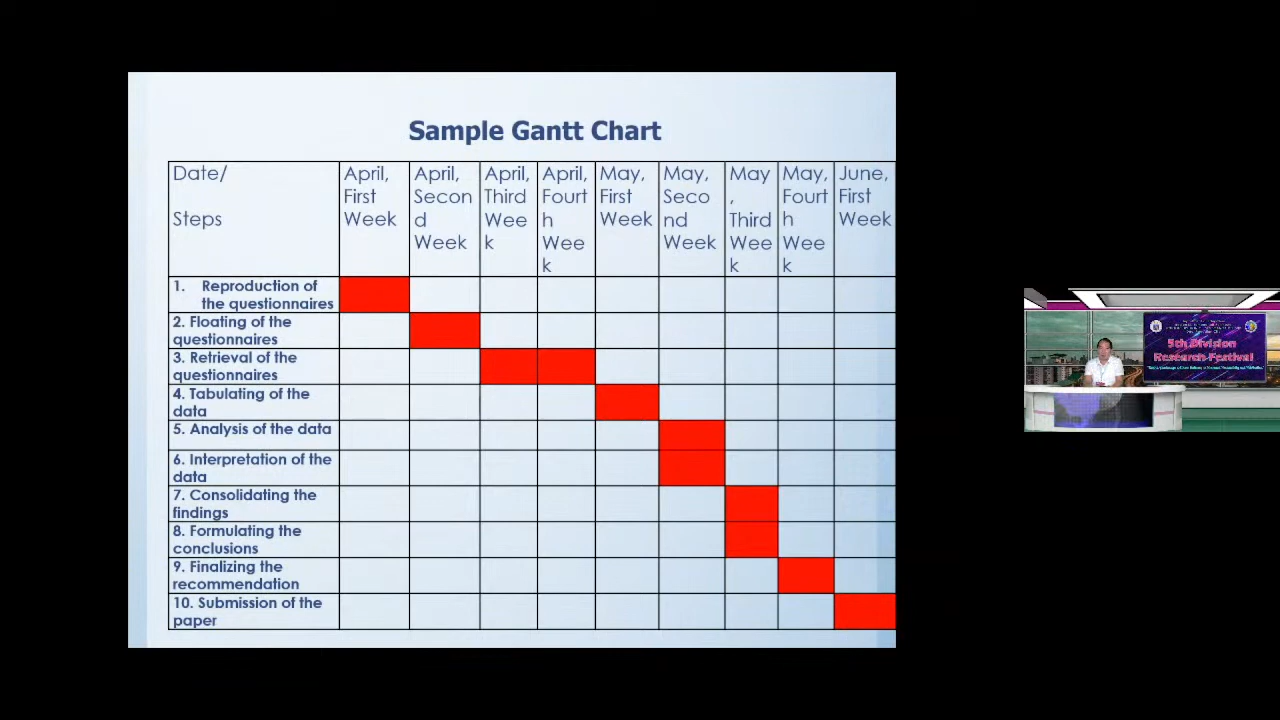 Sample Gantt Chart
Date/
Steps
April,
First
Week
April,
Secon
d
Week
April,
Third
Wee
k
April,
Fourt
h
Wee
k
May,
First
Week
May,
Seco
nd
Week
May
,
Third
Wee
k
May,
Fourt
h
Wee
k
June,
First
Week
1. Reproduction of
the questionnaires
2. Floating of the
questionnaires
3. Retrieval of the
questionnaires
4. Tabulating of the
data
5. Analysis of the data
6. Interpretation of the
data
7. Consolidating the
findings
8. Formulating the
conclusions
9. Finalizing the
recommendation
10. Submission of the
paper
5th Division
Research Festival